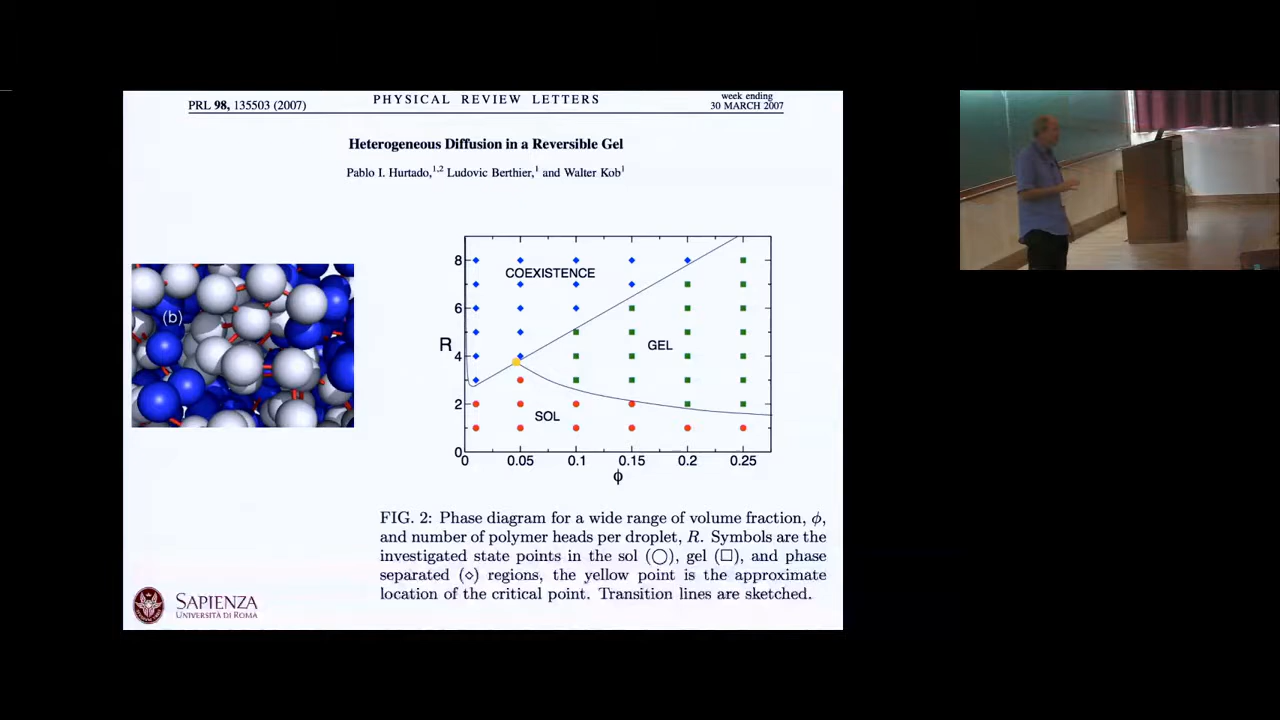 PRL 98, 135503 (2007)
PHYSICAL REVIEW LETTERS
week ending
30 MARCH 2007
Heterogeneous Diffusion in a Reversible Gel
Pablo I. Hurtado,1,2 Ludovic Berthier,1 and Walter Kob1
(b)
8
COEXISTENCE
6
R
GEL
4
2
SOL
0
0 0.05 0.1 0.15 0.2 0.25
ϕ
FIG. 2: Phase diagram for a wide range of volume fraction, ϕ,
and number of polymer heads per droplet, R. Symbols are the
investigated state points in the sol (○), gel (□), and phase
separated (⋄) regions, the yellow point is the approximate
location of the critical point. Transition lines are sketched.
SAPIENZA
UNIVERSITÀ DI ROMA